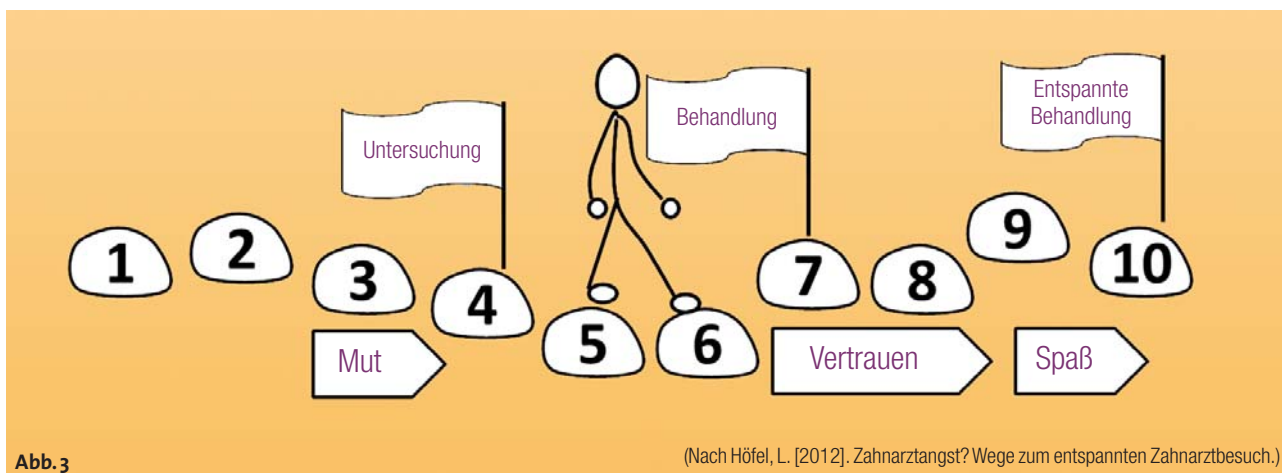 Untersuchung
Behandlung
Entspannte
Behandlung
1
2
3
4
5
6
7
8
9
10
Mut
Vertrauen
Spaß
Abb. 3
(Nach Höfel, L. [2012]. Zahnarztangst? Wege zum entspannten Zahnarztbesuch.)